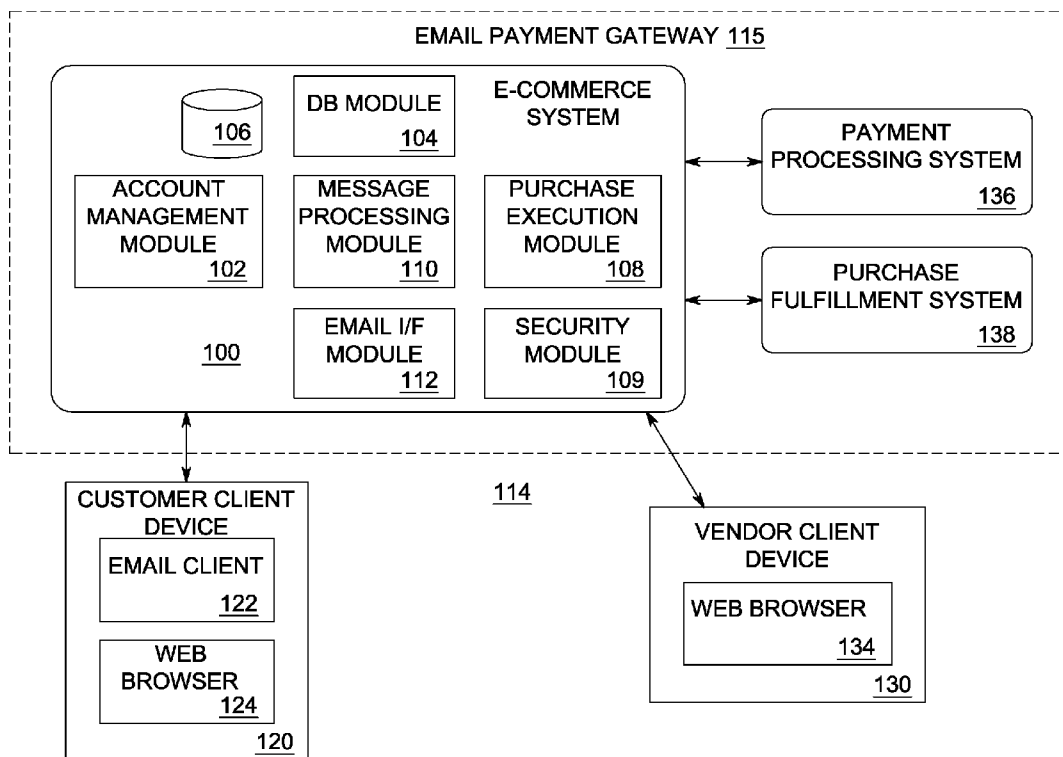 EMAIL PAYMENT GATEWAY 115
E-COMMERCE
SYSTEM
106
DB MODULE
104
ACCOUNT
MANAGEMENT
MODULE
102
MESSAGE
PROCESSING
MODULE
110
PURCHASE
EXECUTION
MODULE
108
100
EMAIL I/F
MODULE
112
SECURITY
MODULE
109
PAYMENT
PROCESSING SYSTEM
136
PURCHASE
FULFILLMENT SYSTEM
138
114
CUSTOMER CLIENT
DEVICE
EMAIL CLIENT
122
WEB
BROWSER
124
120
VENDOR CLIENT
DEVICE
WEB BROWSER
134
130